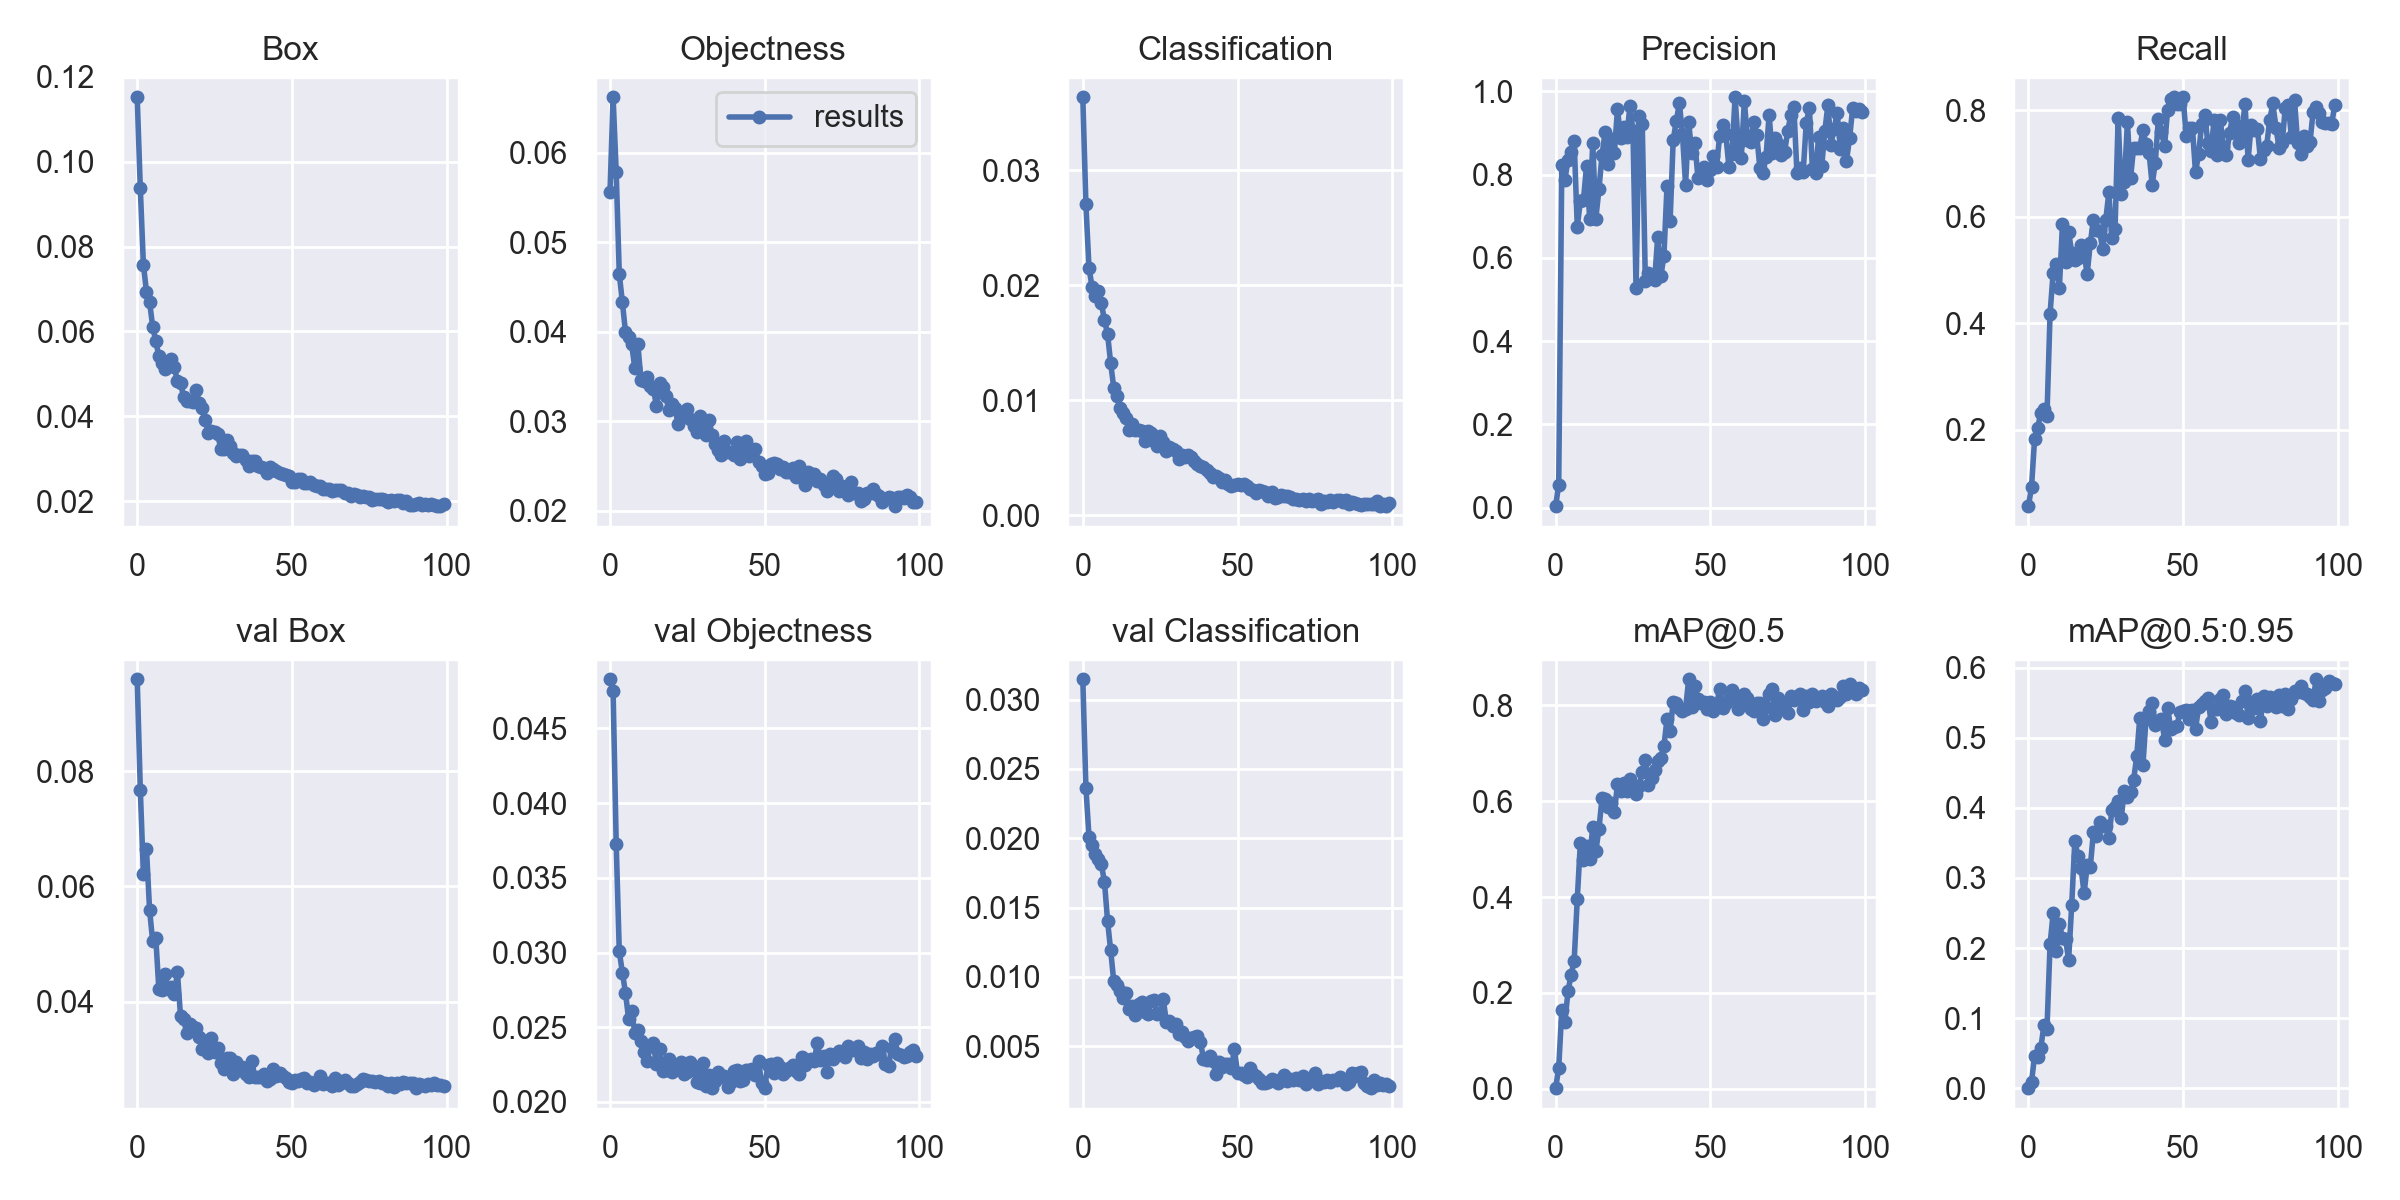 Box
0.12
0.10
0.08
0.06
0.04
0.02
0 50 100
Objectness
results
0.06
0.05
0.04
0.03
0.02
0 50 100
Classification
0.03
0.02
0.01
0.00
0 50 100
Precision
1.0
0.8
0.6
0.4
0.2
0.0
0 50 100
Recall
0.8
0.6
0.4
0.2
0 50 100
val Box
0.08
0.06
0.04
0 50 100
val Objectness
0.045
0.040
0.035
0.030
0.025
0.020
0 50 100
val Classification
0.030
0.025
0.020
0.015
0.010
0.005
0 50 100
mAP@0.5
0.8
0.6
0.4
0.2
0.0
0 50 100
mAP@0.5:0.95
0.6
0.5
0.4
0.3
0.2
0.1
0.0
0 50 100